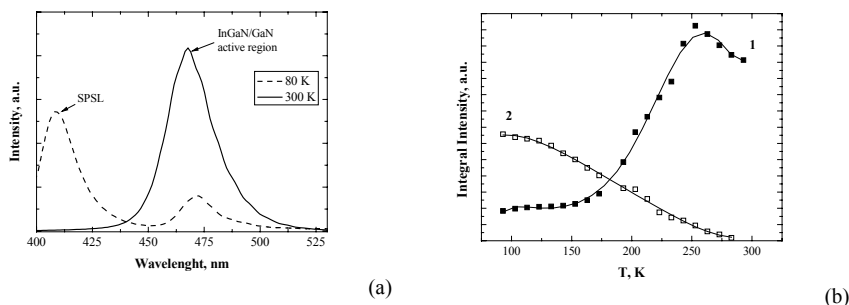 InGaN/GaN
active region
80 K
300 K
SPSL
Intensity, a.u.
400 425 450 475 500 525
Wavelenght, nm
(a)
1
2
Integral Intensity, a.u.
100 150 200 250 300
T, K
(b)